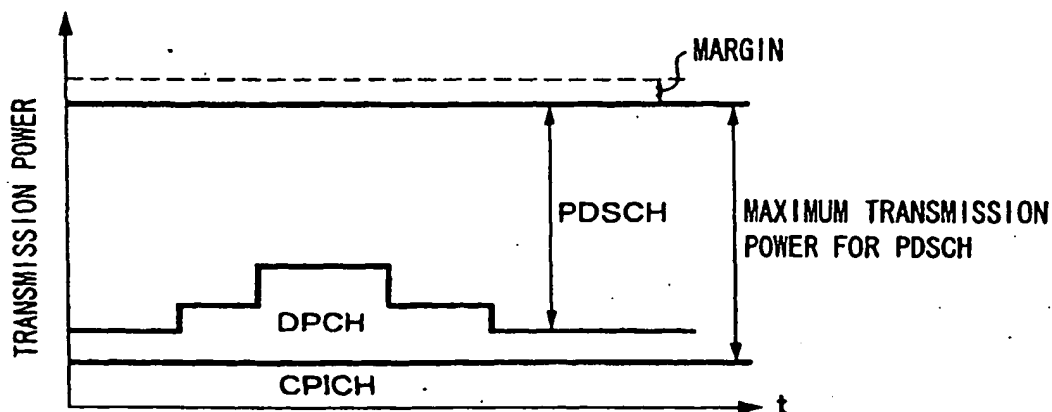 MARGIN
TRANSMISSION POWER
PDSCH
MAXIMUM TRANSMISSION
POWER FOR PDSCH
DPCH
CPICH
t